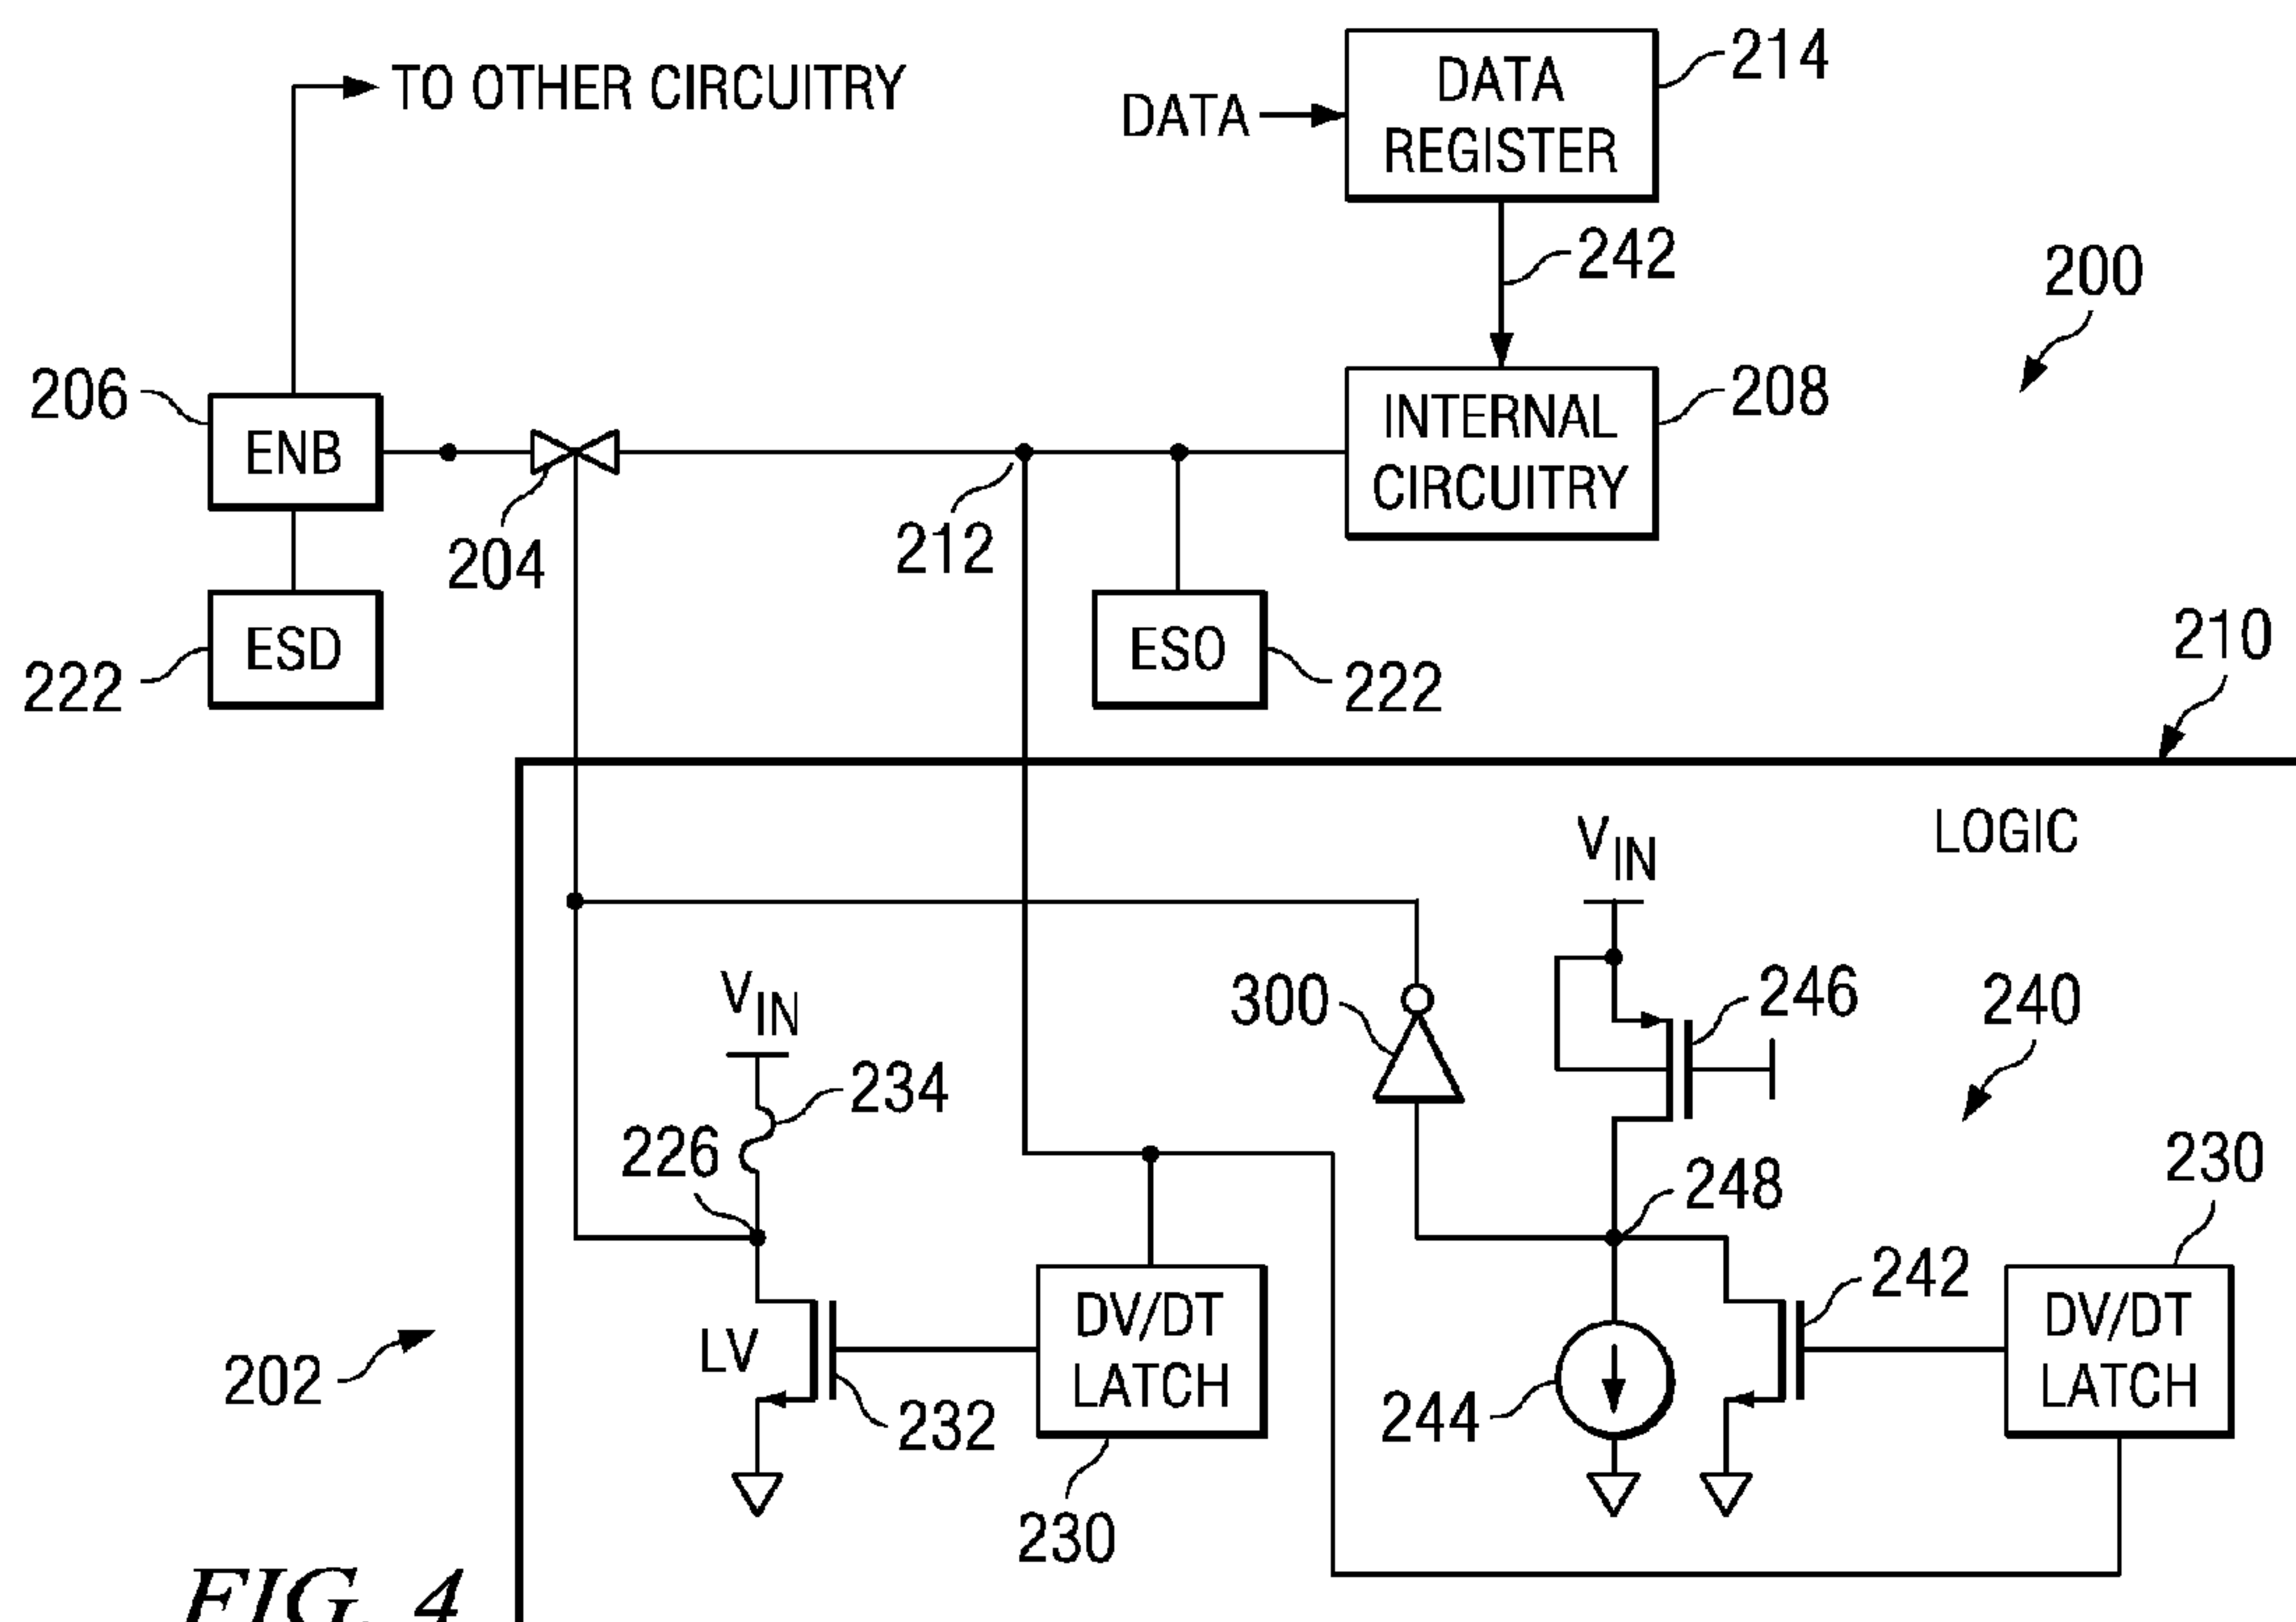 TO OTHER CIRCUITRY
DATA
DATA
REGISTER
214
242
200
206
ENB
204
212
INTERNAL
CIRCUITRY
208
ESD
222
ESO
222
210
LOGIC
VIN
VIN
300
246
240
234
226
248
230
242
LV
DV/DT
LATCH
DV/DT
LATCH
202
232
244
230
FIG. 4